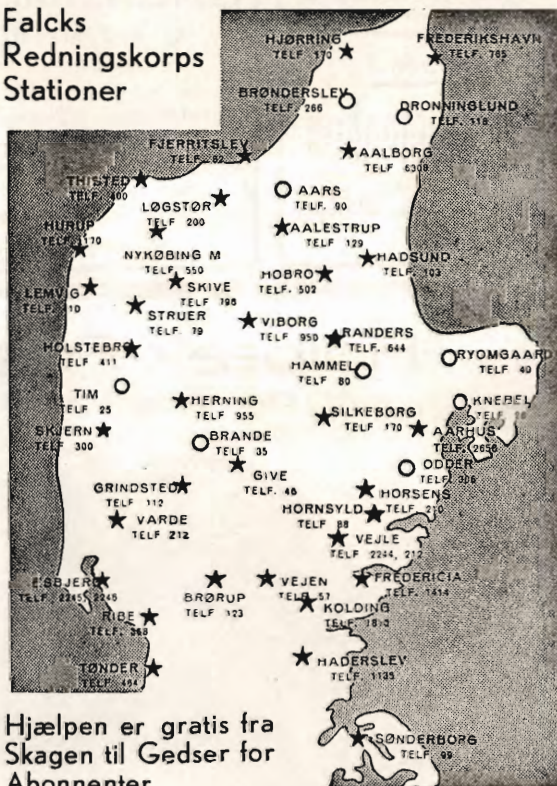 Falcks
Redningskorps
Stationer
HJØRRING
TELF 170
FREDERIKSHAVN
TELF. 765
BRØNDERSLEV
TELF. 266
DRONNINGLUND
TELF.
FJERRITSLEV
TELF. 62
AALBORG
TELF 6308
THISTED
TELF. 400
LØGSTØR
TELF 200
AARS
TELF. 90
HURUP
AALESTRUP
TELF 129
NYKØBING M
TELF. 550
HADSUND
TELF. 103
HOBRO
TELF. 502
SKIVE
TELF
LEMVIG
TELF.
STRUER
TELF 79
VIBORG
TELF 950
RANDERS
TELF. 644
HOLSTEBRO
TELF 411
RYOMGAARD
TELF 40
HAMMEL
TELF 80
TIM
TELF 25
HERNING
TELF 955
KNEBEL
TELF.
SKJERN
TELF 300
SILKEBORG
TELF 170
AARHUS
TELF. 2656
BRANDE
TELF 35
ODDER
TELF.
GIVE
TELF. 46
GRINDSTED
TELF 112
HORSENS
TELF 210
HORNSYLD
TELF 88
VARDE
TELF 212
VEJLE
TELF 2244, 212
ESBJERG
TELF. 2245, 2246
BRØRUP
TELF 123
VEJEN
TELF 57
FREDERICIA
TELF 1414
RIBE
TELF.
KOLDING
TELF
TØNDER
TELF
HADERSLEV
TELF 1135
SØNDERBORG
TELF. 99
Hjælpen er gratis fra
Skagen til Gedser for
Abonnenter